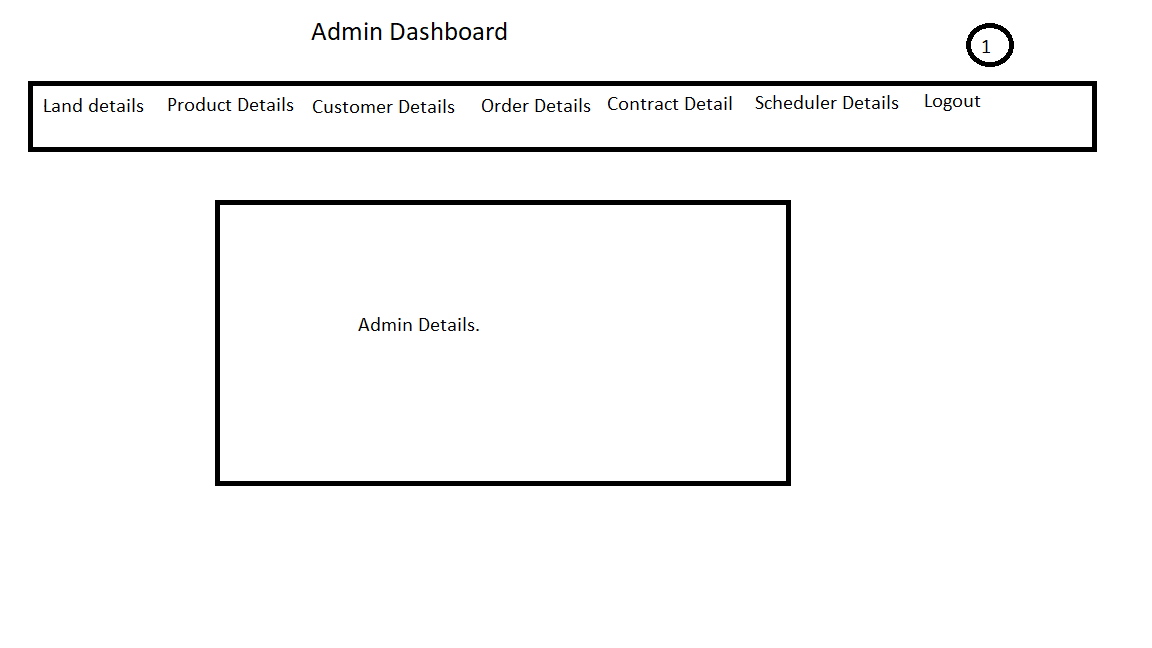 Admin Dashboard
1
Land details Product Details Customer Details Order Details Contract Detail Scheduler Details Logout
Admin Details.